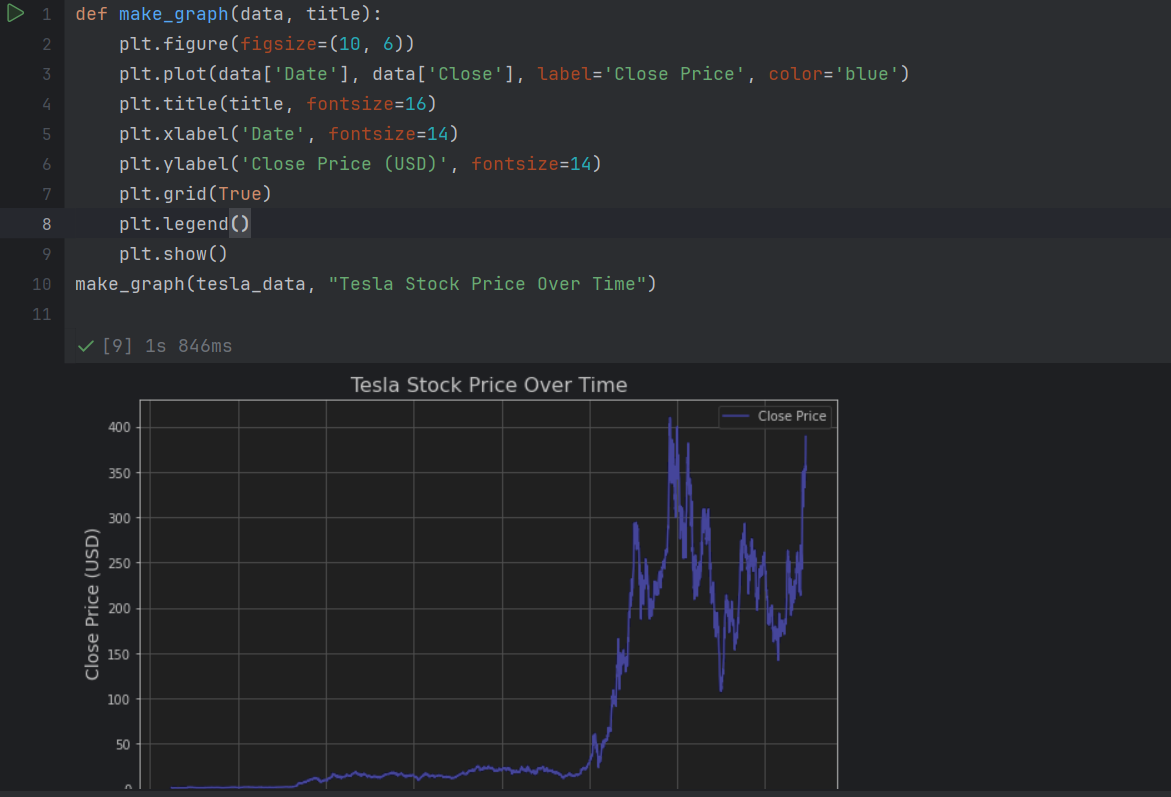 1 def make_graph(data, title):
2 plt.figure(figsize=(10, 6))
3 plt.plot(data['Date'], data['Close'], label='Close Price', color='blue')
4 plt.title(title, fontsize=16)
5 plt.xlabel('Date', fontsize=14)
6 plt.ylabel('Close Price (USD)', fontsize=14)
7 plt.grid(True)
8 plt.legend()
9 plt.show()
10 make_graph(tesla_data, "Tesla Stock Price Over Time")
11
[9] 1s 846ms
Tesla Stock Price Over Time
Close Price
Close Price (USD)
400
350
300
250
200
150
100
50
0